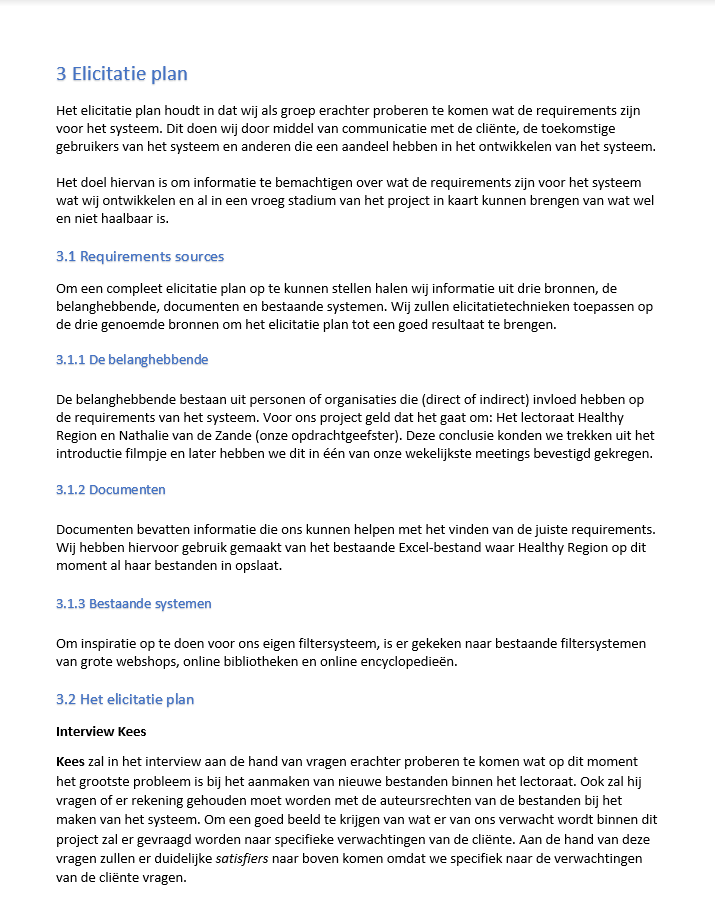 3 Elicitatie plan
Het elicitatie plan houdt in dat wij als groep erachter proberen te komen wat de requirements zijn
voor het systeem. Dit doen wij door middel van communicatie met de cliënte, de toekomstige
gebruikers van het systeem en anderen die een aandeel hebben in het ontwikkelen van het systeem.
Het doel hiervan is om informatie te bemachtigen over wat de requirements zijn voor het systeem
wat wij ontwikkelen en al in een vroeg stadium van het project in kaart kunnen brengen van wat wel
en niet haalbaar is.
3.1 Requirements sources
Om een compleet elicitatie plan op te kunnen stellen halen wij informatie uit drie bronnen, de
belanghebbende, documenten en bestaande systemen. Wij zullen elicitatietechnieken toepassen op
de drie genoemde bronnen om het elicitatie plan tot een goed resultaat te brengen.
3.1.1 De belanghebbende
De belanghebbende bestaan uit personen of organisaties die (direct of indirect) invloed hebben op
de requirements van het systeem. Voor ons project geld dat het gaat om: Het lectoraat Healthy
Region en Nathalie van de Zande (onze opdrachtgeefster). Deze conclusie konden we trekken uit het
introductie filmpje en later hebben we dit in één van onze wekelijkste meetings bevestigd gekregen.
3.1.2 Documenten
Documenten bevatten informatie die ons kunnen helpen met het vinden van de juiste requirements.
Wij hebben hiervoor gebruik gemaakt van het bestaande Excel-bestand waar Healthy Region op dit
moment al haar bestanden in opslaat.
3.1.3 Bestaande systemen
Om inspiratie op te doen voor ons eigen filtersysteem, is er gekeken naar bestaande filtersystemen
van grote webshops, online bibliotheken en online encyclopedieën.
3.2 Het elicitatie plan
Interview Kees
Kees zal in het interview aan de hand van vragen erachter proberen te komen wat op dit moment
het grootste probleem is bij het aanmaken van nieuwe bestanden binnen het lectoraat. Ook zal hij
vragen of er rekening gehouden moet worden met de auteursrechten van de bestanden bij het
maken van het systeem. Om een goed beeld te krijgen van wat er van ons verwacht wordt binnen dit
project zal er gevraagd worden naar specifieke verwachtingen van de cliënte. Aan de hand van deze
vragen zullen er duidelijke satisfiers naar boven komen omdat we specifiek naar de verwachtingen
van de cliënte vragen.